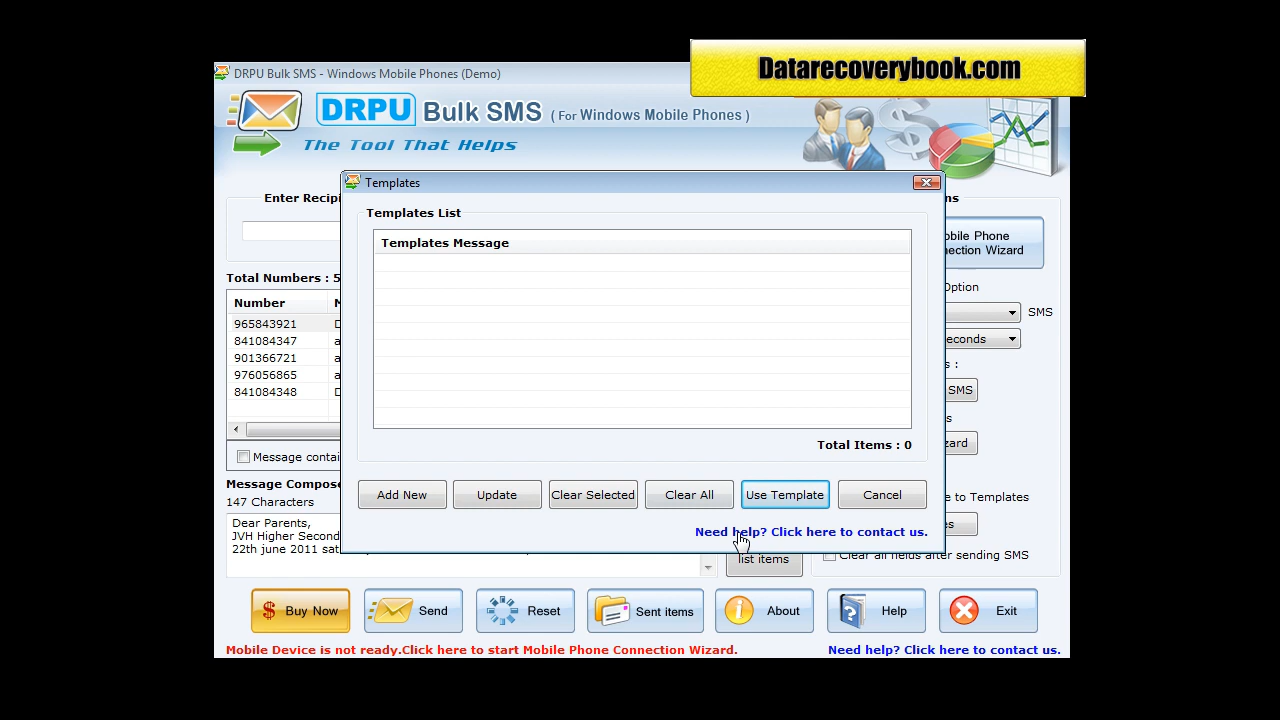 Datarecoverybook.com
DRPU Bulk SMS - Windows Mobile Phones (Demo)
DRPU Bulk SMS ( For Windows Mobile Phones )
The Tool That Helps
Templates
Enter Recipi
ns
Templates List
Templates Message
obile Phone
ection Wizard
Total Numbers : 5
Option
Number
SMS
965843921
841084347
econds
901366721
s :
976056865
841084348
SMS
s
Total Items : 0
zard
Message contai
Message Compos
Add New
Update
Clear Selected
Clear All
Use Template
Cancel
e to Templates
147 Characters
Dear Parents,
JVH Higher Second
22th june 2011 sat
es
Need help? Click here to contact us.
list items
Clear all fields after sending SMS
Buy Now
Send
Reset
Sent items
About
Help
Exit
Mobile Device is not ready.Click here to start Mobile Phone Connection Wizard.
Need help? Click here to contact us.